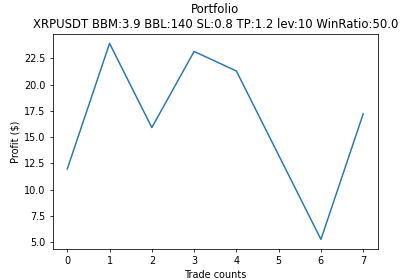 Portfolio
XRPUSDT BBM:3.9 BBL:140 SL:0.8 TP:1.2 lev:10 WinRatio:50.0
22.5
20.0
17.5
15.0
12.5
10.0
7.5
5.0
Profit ($)
0 1 2 3 4 5 6 7
Trade counts